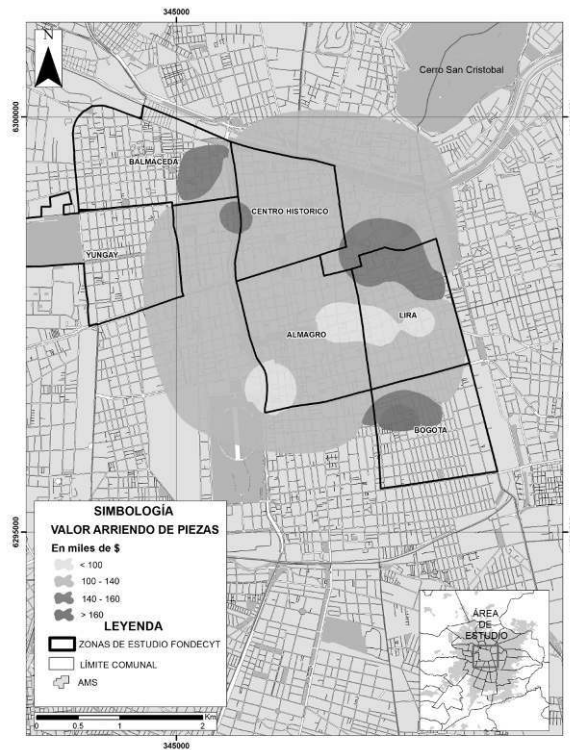 345000
N
Cerro San Cristobal
6300000
BALMACEDA
CENTRO HISTORICO
YUNGAY
ALMAGRO
LIRA
BOGOTA
6295000
SIMBOLOGÍA
VALOR ARRIENDO DE PIEZAS
En miles de $
< 100
100 - 140
140 - 160
> 160
LEYENDA
ZONAS DE ESTUDIO FONDECYT
LÍMITE COMUNAL
AMS
ÁREA
DE
ESTUDIO
Km
0 0.5 1 2
345000